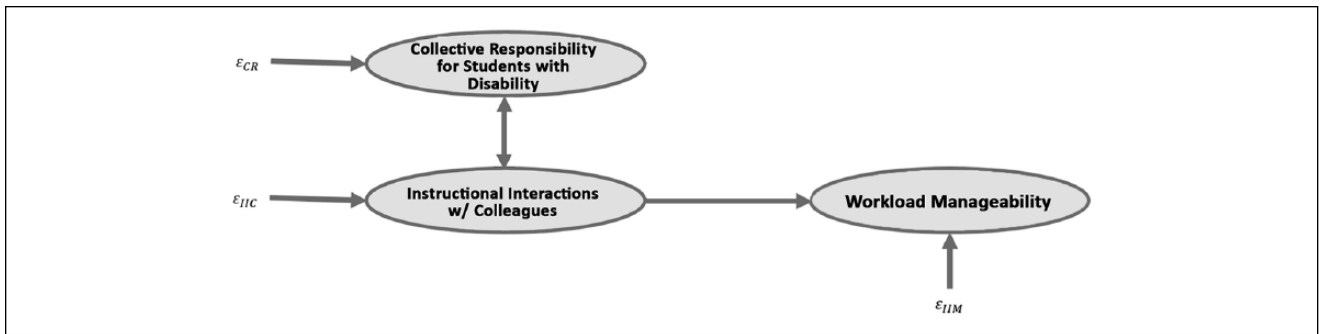 Collective Responsibility
for Students with
Disability
ε_CR
Instructional Interactions
w/ Colleagues
ε_IIC
Workload Manageability
ε_IIM